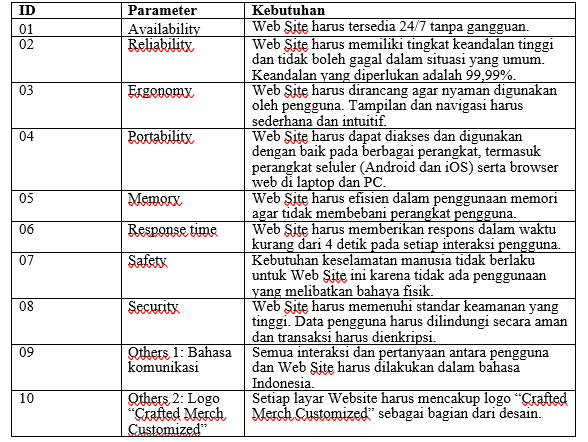 ID Parameter Kebutuhan
01 Availability Web Site harus tersedia 24/7 tanpa gangguan.
02 Reliability Web Site harus memiliki tingkat keandalan tinggi
dan tidak boleh gagal dalam situasi yang umum.
Keandalan yang diperlukan adalah 99,99%.
03 Ergonomy Web Site harus dirancang agar nyaman digunakan
oleh pengguna. Tampilan dan navigasi harus
sederhana dan intuitif.
04 Portability Web Site harus dapat diakses dan digunakan
dengan baik pada berbagai perangkat, termasuk
perangkat seluler (Android dan iOS) serta browser
web di laptop dan PC.
05 Memory Web Site harus efisien dalam penggunaan memori
agar tidak membebani perangkat pengguna.
06 Response time Web Site harus memberikan respons dalam waktu
kurang dari 4 detik pada setiap interaksi pengguna.
07 Safety Kebutuhan keselamatan manusia tidak berlaku
untuk Web Site ini karena tidak ada penggunaan
yang melibatkan bahaya fisik.
08 Security Web Site harus memenuhi standar keamanan yang
tinggi. Data pengguna harus dilindungi secara aman
dan transaksi harus dienkripsi.
09 Others 1: Bahasa komunikasi Semua interaksi dan pertanyaan antara pengguna
dan Web Site harus dilakukan dalam bahasa
Indonesia.
10 Others 2: Logo “Crafted Merch Customized” Setiap layar Website harus mencakup logo “Crafted
Merch Customized” sebagai bagian dari desain.